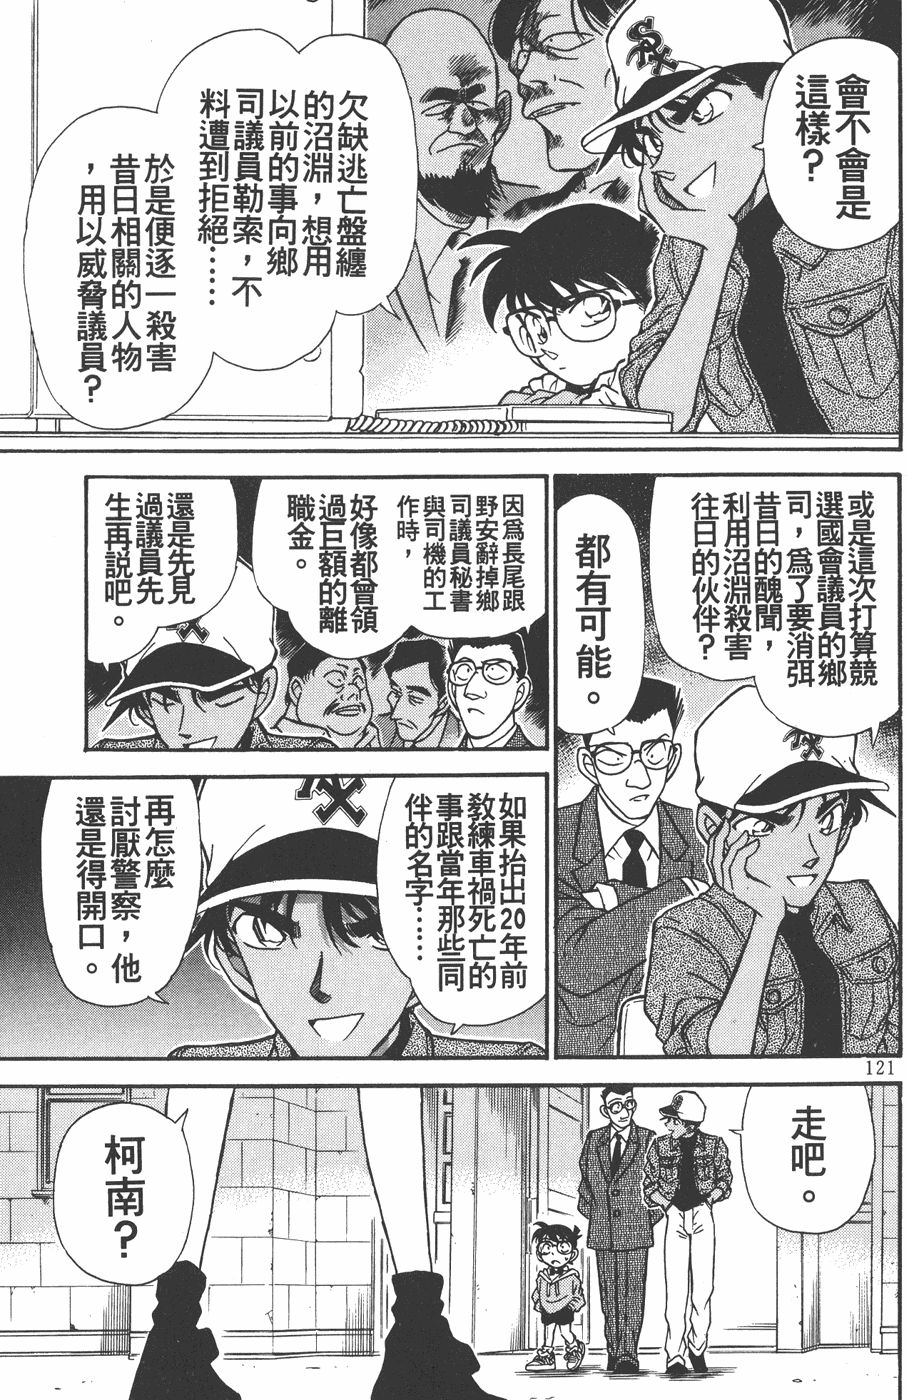 會不會是
這樣？
欠缺逃亡盤纏
的沼淵，想用
以前的事向鄉
司議員勒索，不
料遭到拒絕……
於是便逐一殺害
昔日相關的人物
，用以威脅議員？
或是這次打算競
選國會議員的鄉
司，為了要消弭
昔日的醜聞，
利用沼淵殺害
往日的伙伴？
都有可能。
因為長尾跟
野安辭掉鄉
司議員秘書
與司機的工
作時，
好像都曾領
過巨額的離
職金。
還是先見
過議員先
生再說吧。
如果抬出20年前
教練車禍死亡的
事跟當年那些同
伴的名字……
再怎麼
討厭警察，他
還是得開口。
121
走吧。
柯南？